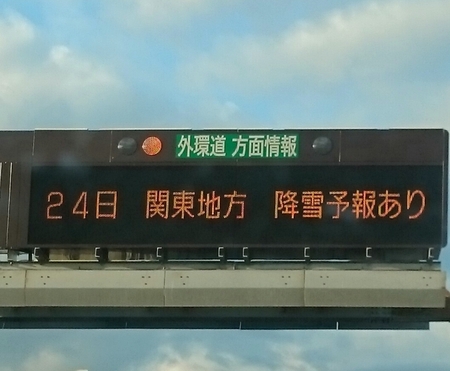 外環道 方面情報
24日 関東地方 降雪予報あり